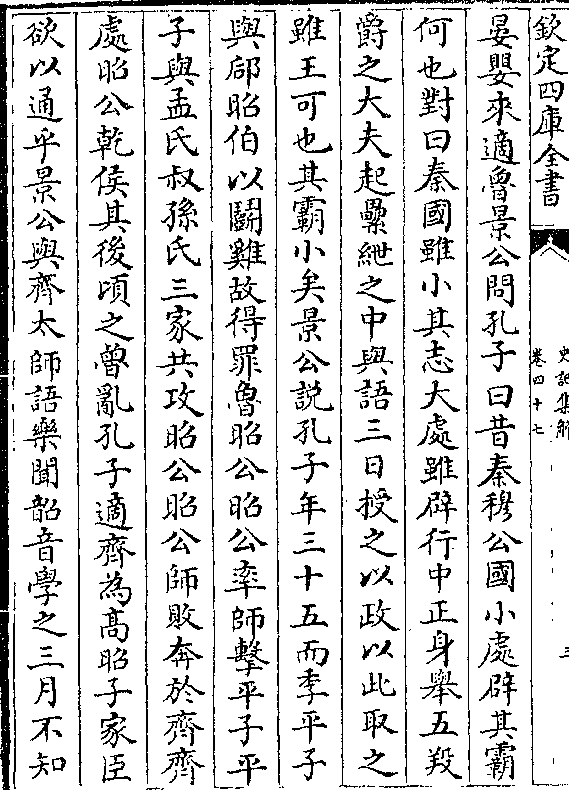 欽定四庫全書
史記集解
卷四十七
三
晏嬰來適魯景公問孔子曰昔秦穆公國小處辟其霸
何也對曰秦國雖小其志大處雖辟行中正身舉五羖
爵之大夫起纍紲之中與語三日授之以政以此取之
雖王可也其霸小矣景公説孔子年三十五而季平子
與郈昭伯以鬭雞故得罪魯昭公昭公率師擊平子平
子與孟氏叔孫氏三家共攻昭公昭公師敗奔於齊齊
處昭公乾侯其後頃之魯亂孔子適齊為髙昭子家臣
欲以通乎景公與齊太師語樂聞韶音學之三月不知